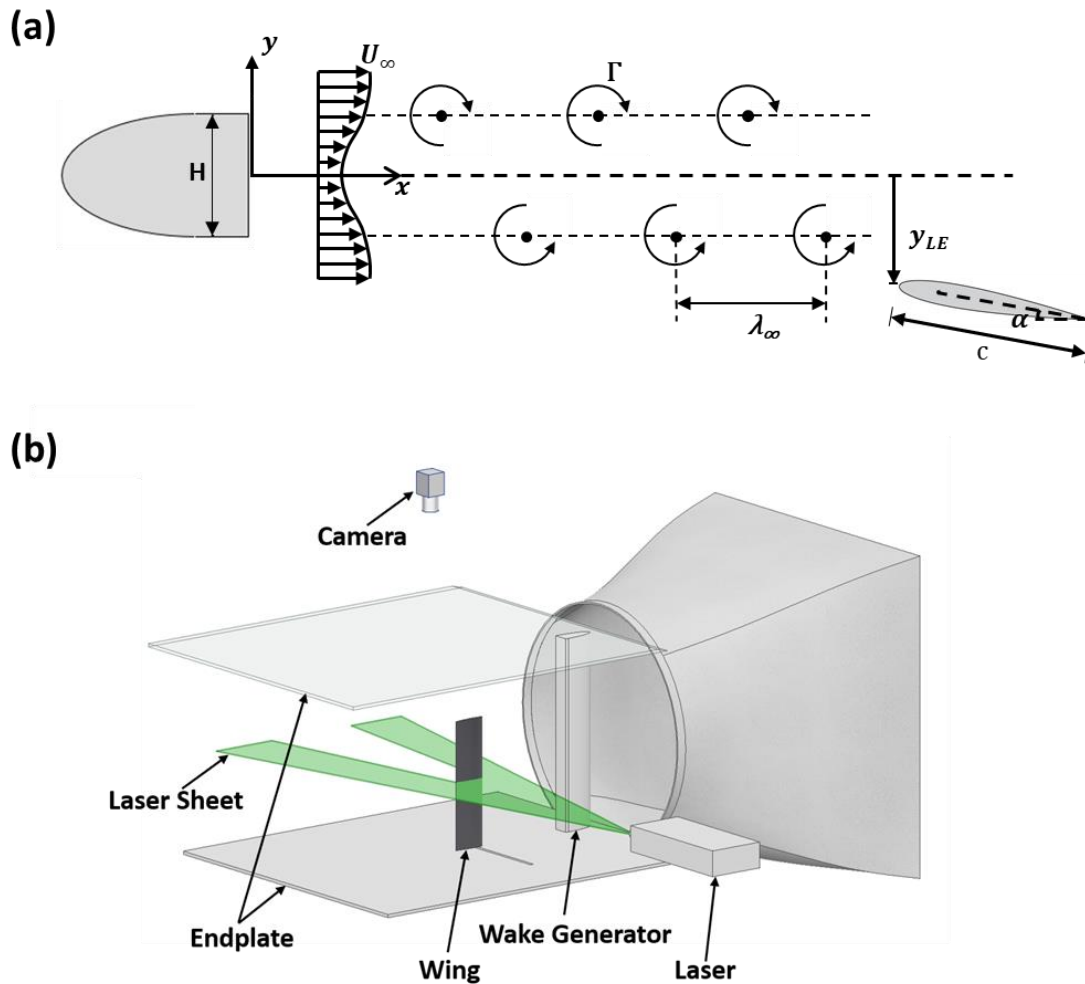 (a)
y
U∞
Γ
H
x
y_LE
λ∞
α
c
(b)
Camera
Laser Sheet
Endplate
Wing
Wake Generator
Laser